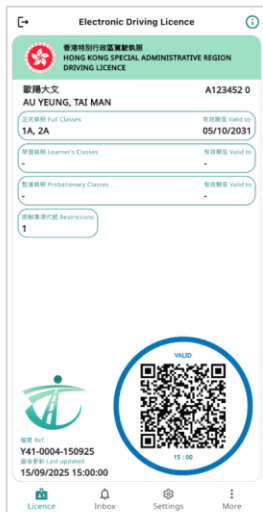 Electronic Driving Licence
香港特別行政區駕駛執照
HONG KONG SPECIAL ADMINISTRATIVE REGION
DRIVING LICENCE
歐陽大文
A123452 0
AU YEUNG, TAI MAN
正式執照 Full Classes
有效期至 Valid to
1A, 2A
05/10/2031
學習執照 Learner's Classes
有效期至 Valid to
-
-
暫准執照 Probationary Classes
有效期至 Valid to
-
-
限制事項代號 Restrictions
1
VALID
15 : 00
檔號 Ref.
Y41-0004-150925
最後更新 Last updated
15/09/2025 15:00:00
Licence
Inbox
Settings
More